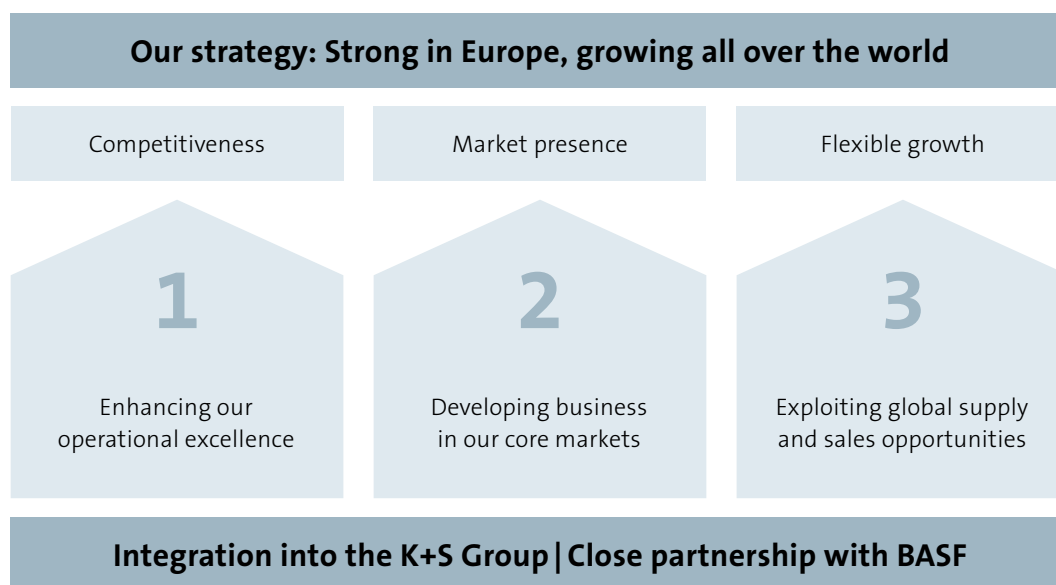 Our strategy: Strong in Europe, growing all over the world
Competitiveness
Market presence
Flexible growth
1
Enhancing our
operational excellence
2
Developing business
in our core markets
3
Exploiting global supply
and sales opportunities
Integration into the K+S Group | Close partnership with BASF